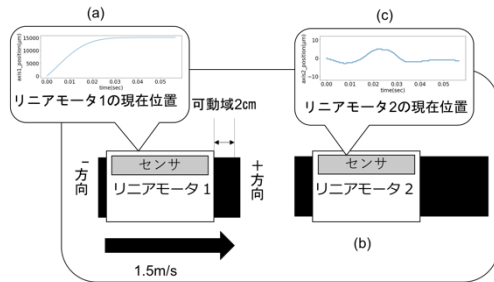 (a)
(c)
axis1_position(μm)
15000
10000
5000
0
0.00 0.01 0.02 0.03 0.04 0.05
time(sec)
リニアモータ1の現在位置
axis2_position(μm)
10
0
−10
0.00 0.01 0.02 0.03 0.04 0.05
time(sec)
リニアモータ2の現在位置
可動域2cm
−方向
センサ
リニアモータ1
+方向
センサ
リニアモータ2
(b)
1.5m/s